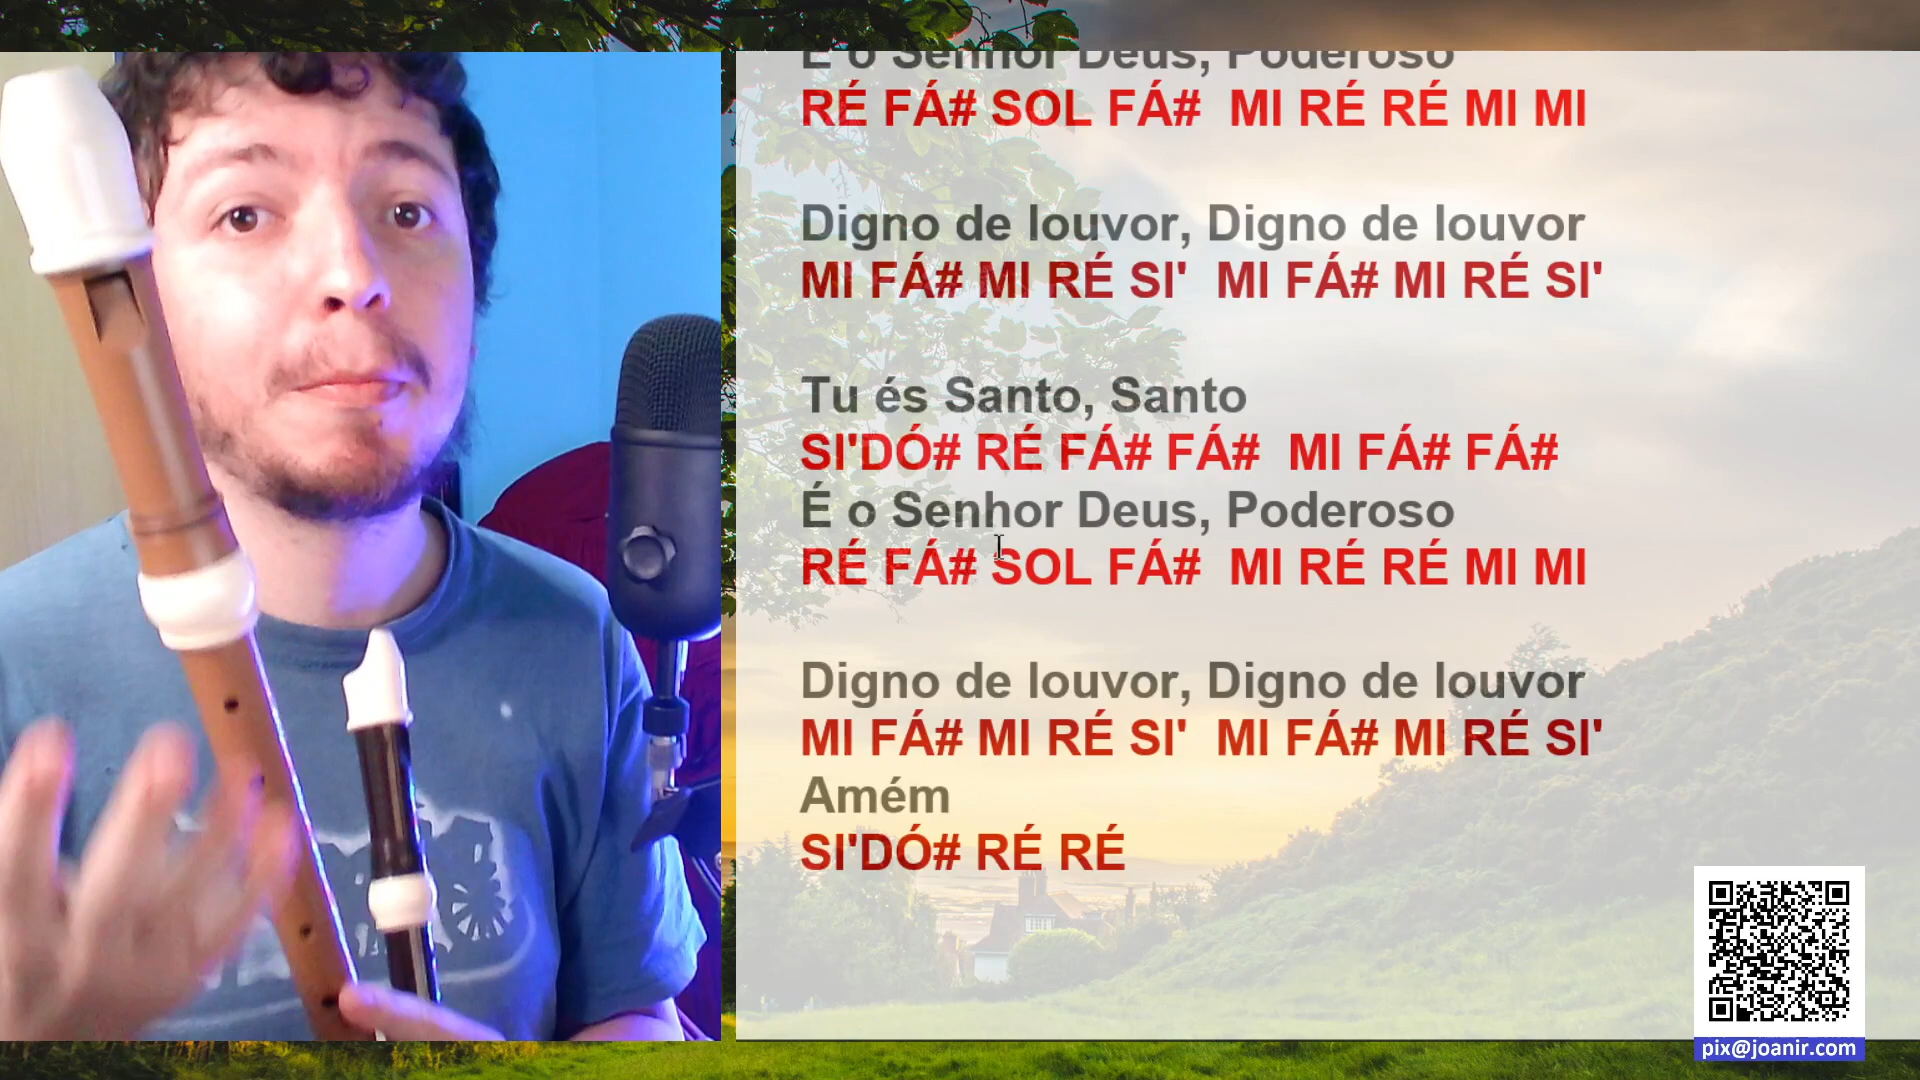 É o Senhor Deus, Poderoso
RÉ FÁ# SOL FÁ#  MI RÉ RÉ MI MI
Digno de louvor, Digno de louvor
MI FÁ# MI RÉ SI'  MI FÁ# MI RÉ SI'
Tu és Santo, Santo
SI'DÓ# RÉ FÁ# FÁ#  MI FÁ# FÁ#
É o Senhor Deus, Poderoso
RÉ FÁ# SOL FÁ#  MI RÉ RÉ MI MI
Digno de louvor, Digno de louvor
MI FÁ# MI RÉ SI'  MI FÁ# MI RÉ SI'
Amém
SI'DÓ# RÉ RÉ
pix@joanir.com